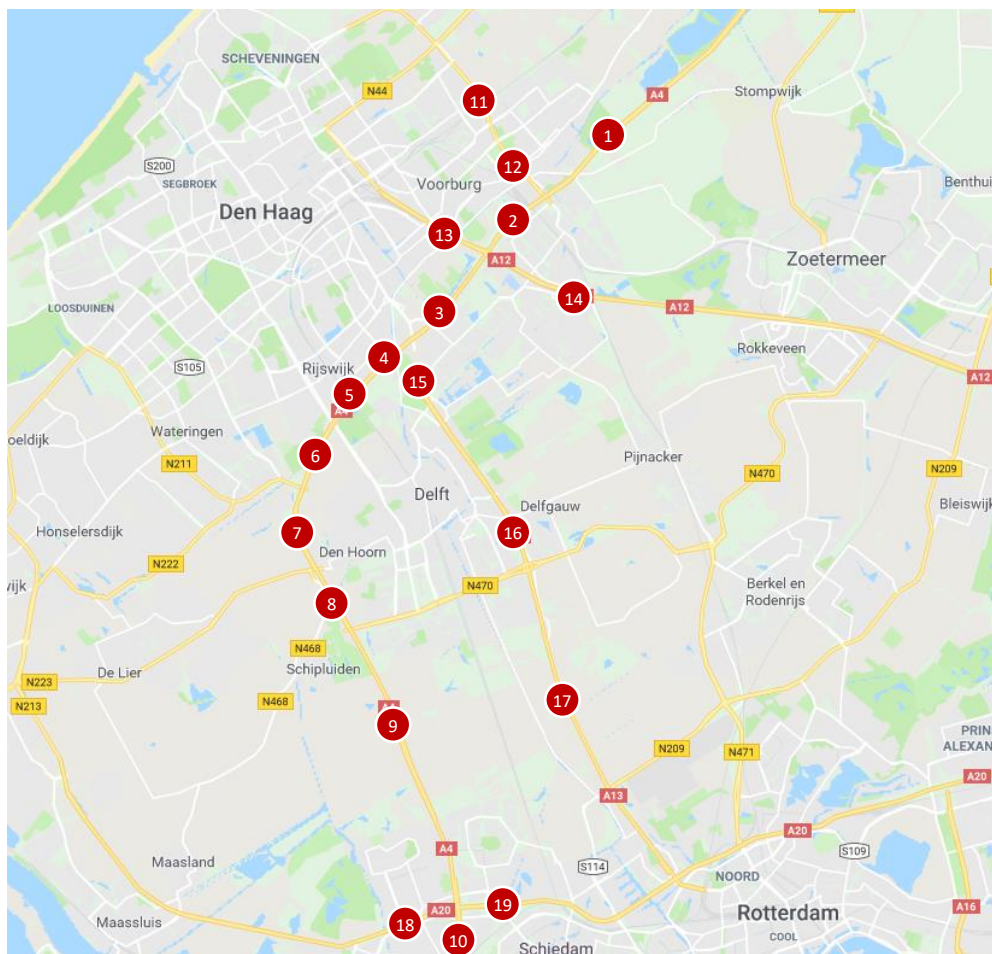 SCHEVENINGEN
N44
A4
Stompwijk
11
1
S200
12
SEGBROEK
Voorburg
Benthui
Den Haag
2
13
A12
Zoetermeer
14
A12
LOOSDUINEN
3
Rokkeveen
4
S105
Rijswijk
15
A12
5
Wateringen
oeldijk
6
Pijnacker
N211
N470
N209
Delft
Bleiswijk
Delfgauw
Honselersdijk
7
16
Den Hoorn
N222
wijk
N470
Berkel en
Rodenrijs
8
N468
Schipluiden
De Lier
N223
N468
17
N213
9
PRIN
ALEXAN
N209
N471
A20
A13
A20
A4
S109
Maasland
S114
NOORD
19
A20
A16
Rotterdam
Maassluis
18
10
COOL
Schiedam